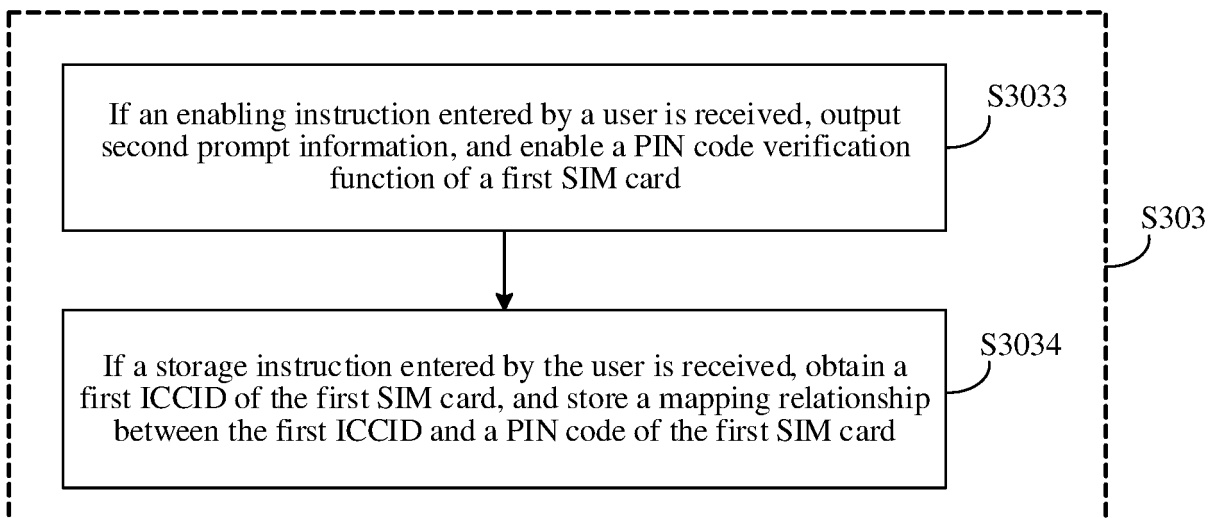 If an enabling instruction entered by a user is received, output
second prompt information, and enable a PIN code verification
function of a first SIM card
S3033
S303
If a storage instruction entered by the user is received, obtain a
first ICCID of the first SIM card, and store a mapping relationship
between the first ICCID and a PIN code of the first SIM card
S3034